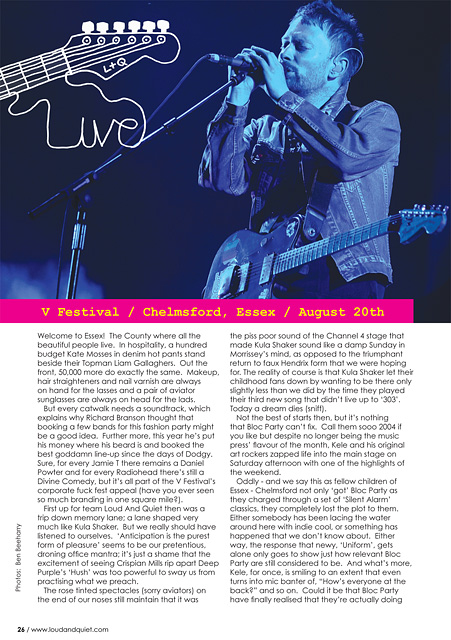 L+Q
Live
V Festival / Chelmsford, Essex / August 20th
Welcome to Essex! The County where all the
beautiful people live. In hospitality, a hundred
budget Kate Mosses in denim hot pants stand
beside their Topman Liam Gallaghers. Out the
front, 50,000 more do exactly the same. Makeup,
hair straighteners and nail varnish are always
on hand for the lasses and a pair of aviator
sunglasses are always on head for the lads.
But every catwalk needs a soundtrack, which
explains why Richard Branson thought that
booking a few bands for this fashion party might
be a good idea. Further more, this year he's put
his money where his beard is and booked the
best goddamn line-up since the days of Dodgy.
Sure, for every Jamie T there remains a Daniel
Powter and for every Radiohead there's still a
Divine Comedy, but it's all part of the V Festival's
corporate fuck fest appeal (have you ever seen
so much branding in one square mile?).
First up for team Loud And Quiet then was a
trip down memory lane; a lane shaped very
much like Kula Shaker. But we really should have
listened to ourselves. 'Anticipation is the purest
form of pleasure' seems to be our pretentious,
droning office mantra; it's just a shame that the
excitement of seeing Crispian Mills rip apart Deep
Purple's 'Hush' was too powerful to sway us from
practising what we preach.
The rose tinted spectacles (sorry aviators) on
the end of our noses still maintain that it was
the piss poor sound of the Channel 4 stage that
made Kula Shaker sound like a damp Sunday in
Morrissey's mind, as opposed to the triumphant
return to faux Hendrix form that we were hoping
for. The reality of course is that Kula Shaker let their
childhood fans down by wanting to be there only
slightly less than we did by the time they played
their third new song that didn't live up to '303'.
Today a dream dies (sniff).
Not the best of starts then, but it's nothing
that Bloc Party can't fix. Call them sooo 2004 if
you like but despite no longer being the music
press' flavour of the month, Kele and his original
art rockers zapped life into the main stage on
Saturday afternoon with one of the highlights of
the weekend.
Oddly - and we say this as fellow children of
Essex - Chelmsford not only 'gat' Bloc Party as
they charged through a set of 'Silent Alarm'
classics, they completely lost the plot to them.
Either somebody has been lacing the water
around here with indie cool, or something has
happened that we don't know about. Either
way, the response that newy, 'Uniform', gets
alone only goes to show just how relevant Bloc
Party are still considered to be. And what's more,
Kele, for once, is smiling to an extent that even
turns into mic banter of, "How's everyone at the
back?" and so on. Could it be that Bloc Party
have finally realised that they're actually doing
Photos: Ben Beeharry
26 / www.loudandquiet.com